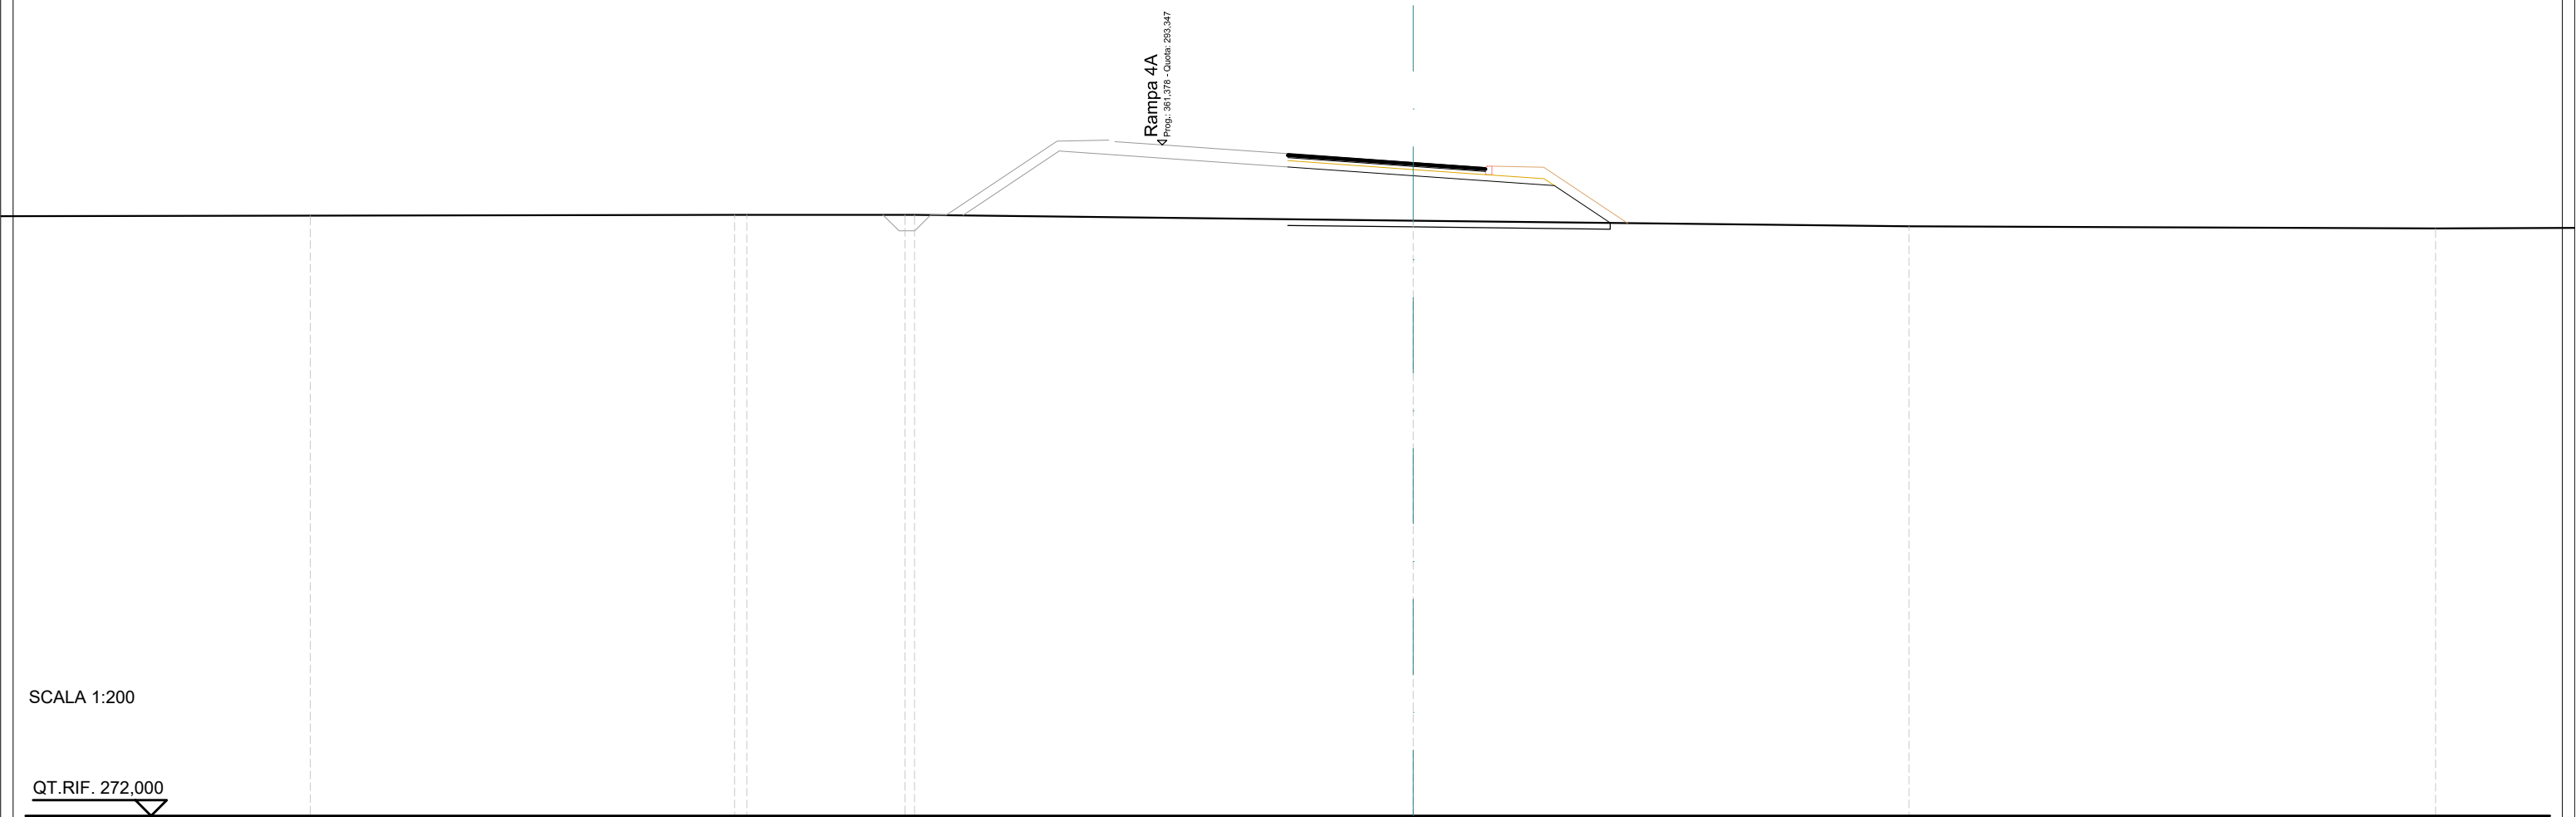 Rampa 4A
Prog.: 361,378 - Quota: 293,347
SCALA 1:200
QT.RIF. 272,000